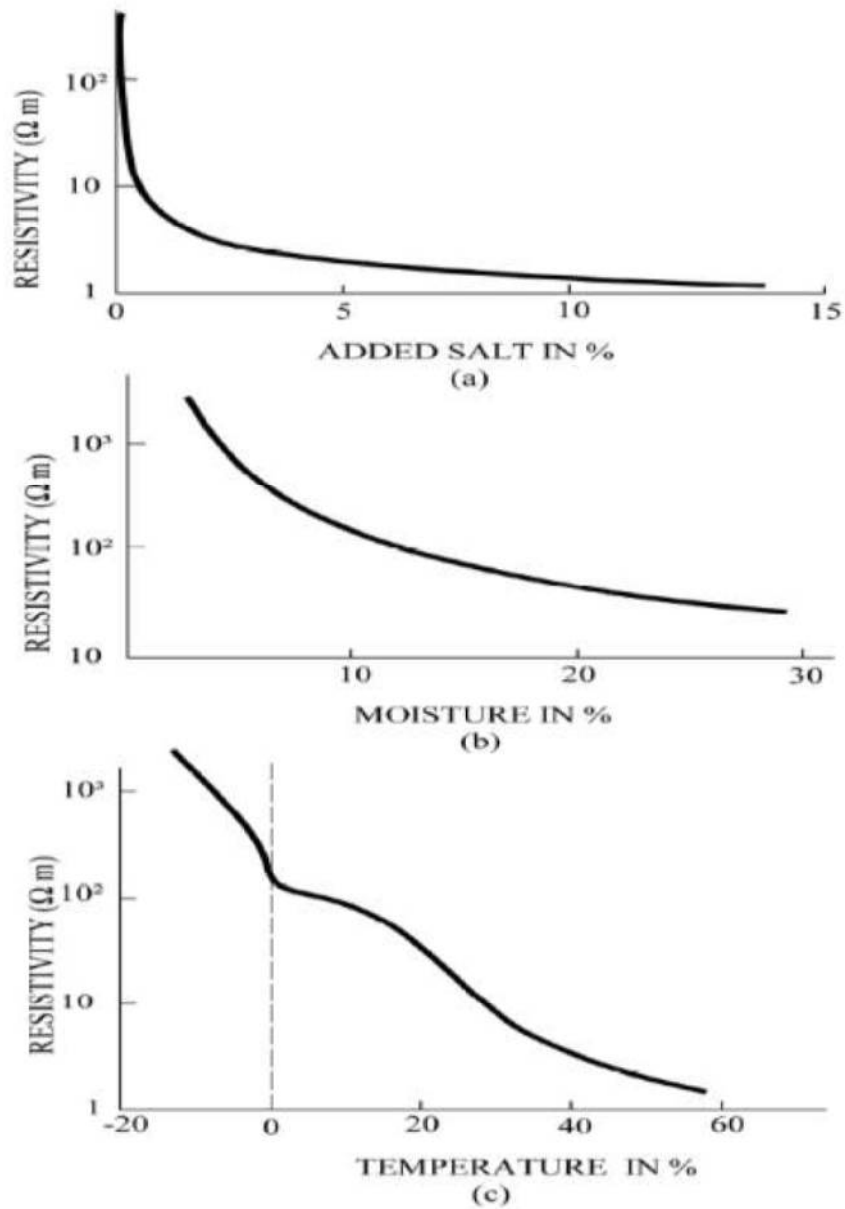 RESISTIVITY (Ω m)
10²
10
1
0 5 10 15
ADDED SALT IN %
(a)
RESISTIVITY (Ω m)
10³
10²
10
10 20 30
MOISTURE IN %
(b)
RESISTIVITY (Ω m)
10³
10²
10
1
-20 0 20 40 60
TEMPERATURE IN %
(c)